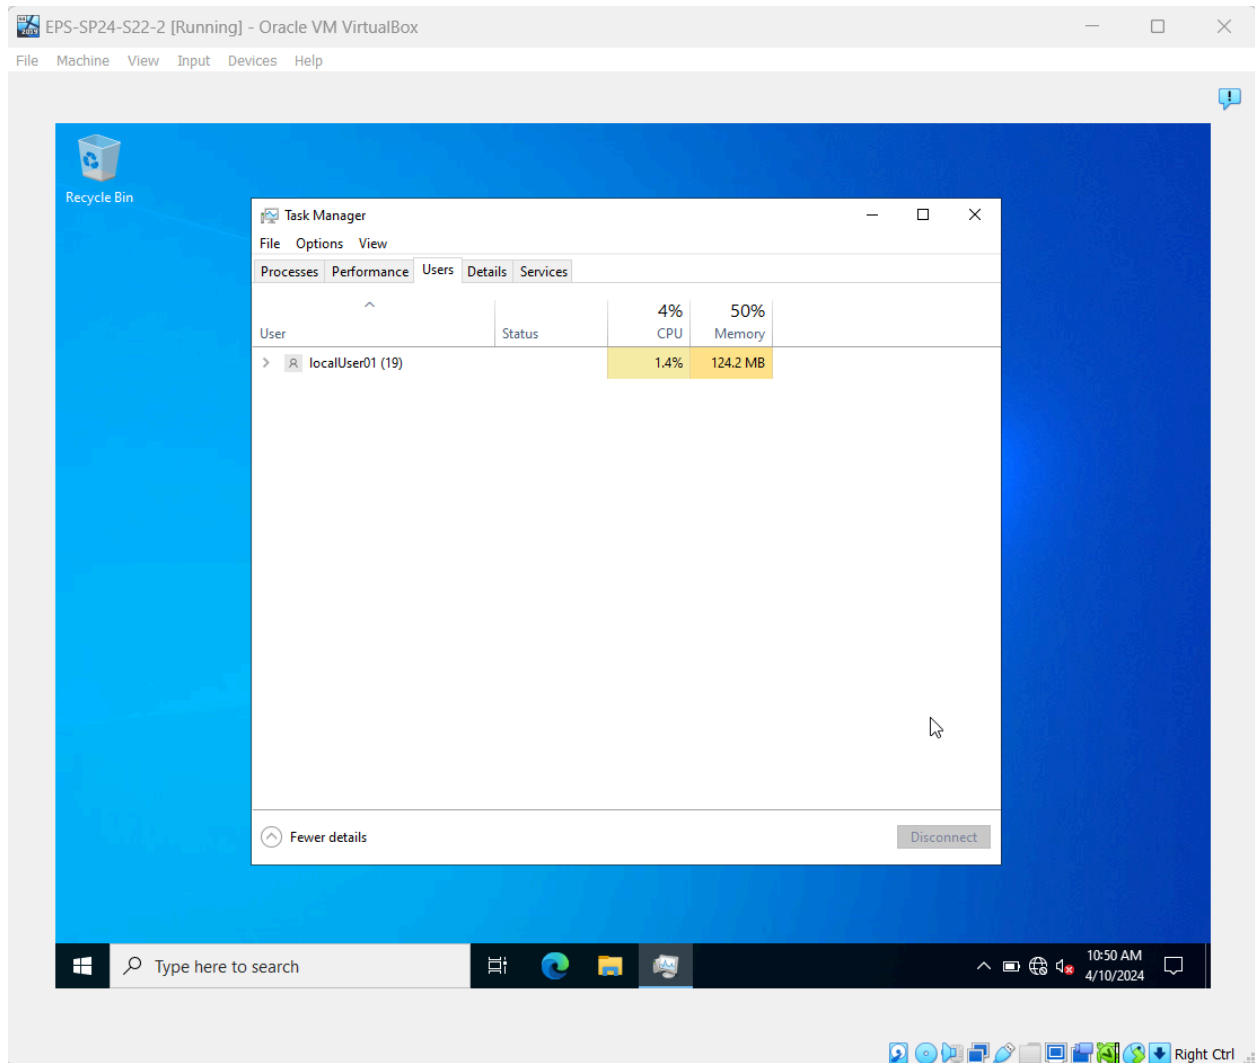 EPS-SP24-S22-2 [Running] - Oracle VM VirtualBox
File Machine View Input Devices Help
Recycle Bin
Task Manager
File Options View
Processes Performance Users Details Services
4% 50%
User Status CPU Memory
localUser01 (19) 1.4% 124.2 MB
Fewer details Disconnect
Type here to search
10:50 AM
4/10/2024
Right Ctrl